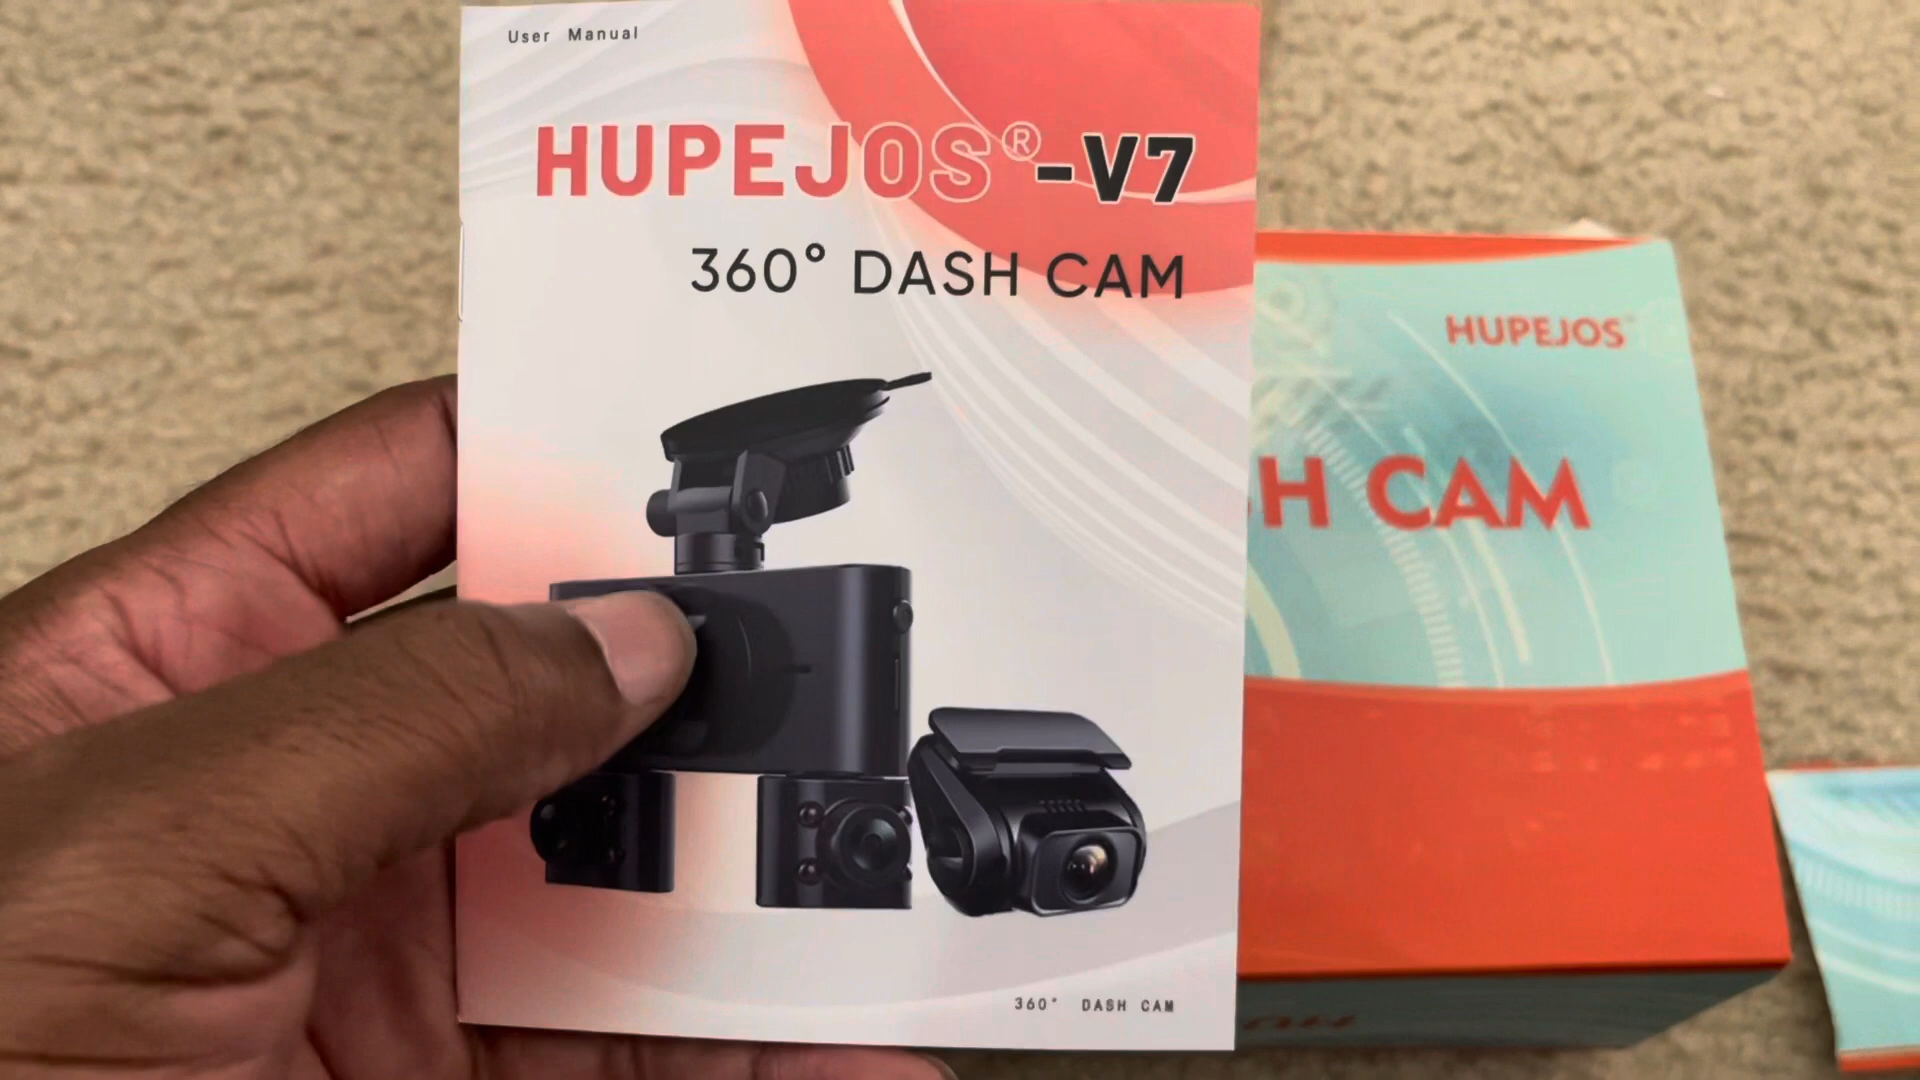 User Manual
HUPEJOS®-V7
360° DASH CAM
360° DASH CAM
HUPEJOS
H CAM